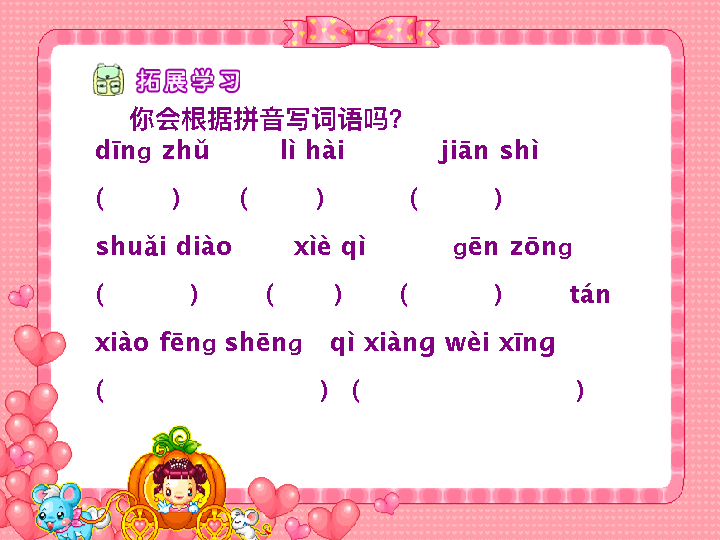 拓展学习
你会根据拼音写词语吗?
dīng zhǔ lì hài jiān shì
( ) ( ) ( )
shuǎi diào xìè qì gēn zōng
( ) ( ) ( ) tán
xiào fēng shēng qì xiàng wèi xīng
( ) ( )